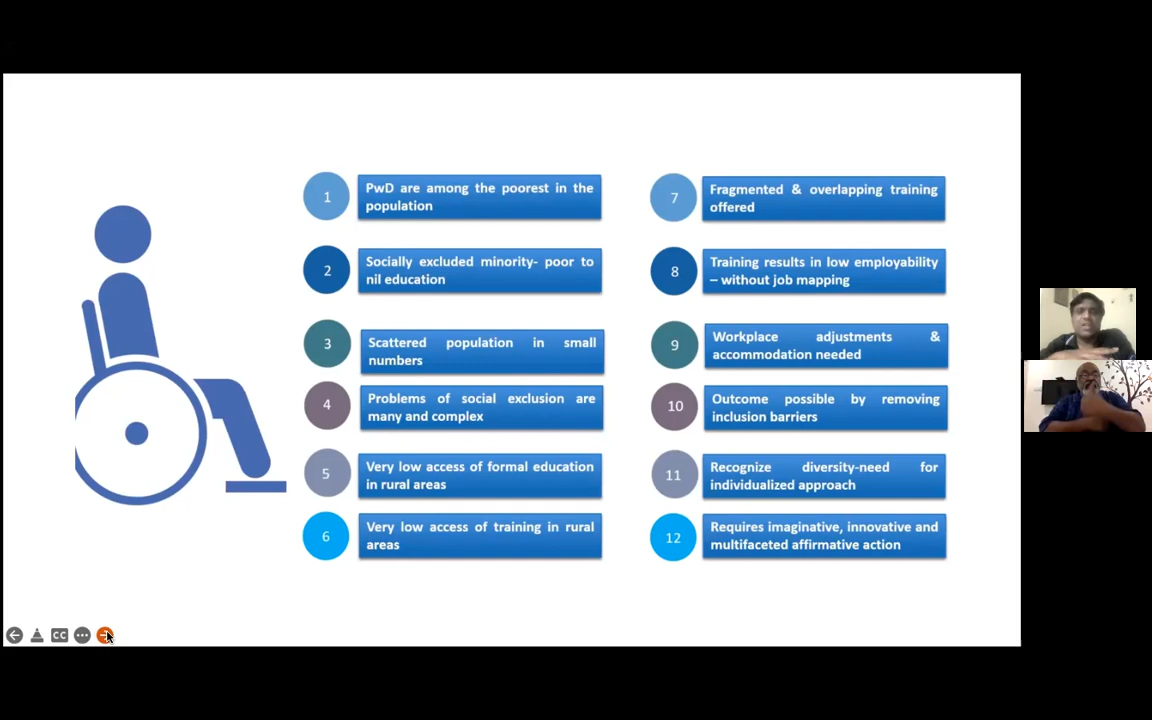 1
PwD are among the poorest in the
population
2
Socially excluded minority- poor to
nil education
3
Scattered population in small
numbers
4
Problems of social exclusion are
many and complex
5
Very low access of formal education
in rural areas
6
Very low access of training in rural
areas
7
Fragmented & overlapping training
offered
8
Training results in low employability
– without job mapping
9
Workplace adjustments &
accommodation needed
10
Outcome possible by removing
inclusion barriers
11
Recognize diversity-need for
individualized approach
12
Requires imaginative, innovative and
multifaceted affirmative action
CC